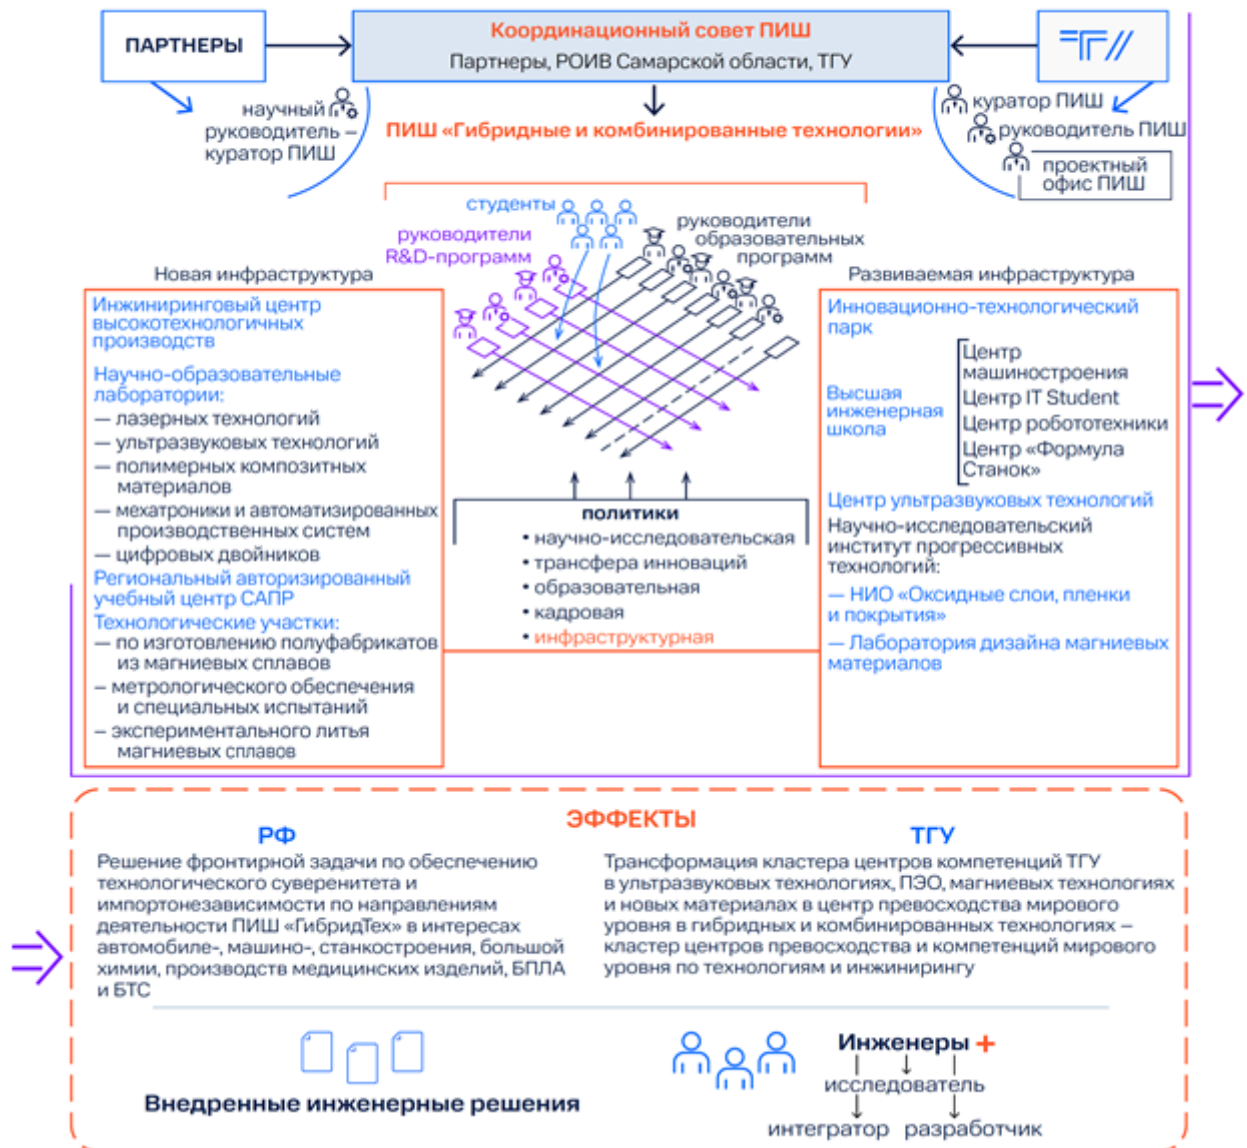 ПАРТНЕРЫ
Координационный совет ПИШ
Партнеры, РОИВ Самарской области, ТГУ
научный
руководитель –
куратор ПИШ
ПИШ «Гибридные и комбинированные технологии»
куратор ПИШ
руководитель ПИШ
проектный
офис ПИШ
студенты
руководители
R&D-программ
руководители
образовательных
программ
Новая инфраструктура
Инжиниринговый центр
высокотехнологичных
производств
Научно-образовательные
лаборатории:
— лазерных технологий
— ультразвуковых технологий
— полимерных композитных
материалов
— мехатроники и автоматизированных
производственных систем
— цифровых двойников
Региональный авторизированный
учебный центр САПР
Технологические участки:
— по изготовлению полуфабрикатов
из магниевых сплавов
— метрологического обеспечения
и специальных испытаний
— экспериментального литья
магниевых сплавов
политики
• научно-исследовательская
• трансфера инноваций
• образовательная
• кадровая
• инфраструктурная
Развиваемая инфраструктура
Инновационно-технологический
парк
Высшая
инженерная
школа
Центр
машиностроения
Центр IT Student
Центр робототехники
Центр «Формула
Станок»
Центр ультразвуковых технологий
Научно-исследовательский
институт прогрессивных
технологий:
— НИО «Оксидные слои, пленки
и покрытия»
— Лаборатория дизайна магниевых
материалов
ЭФФЕКТЫ
РФ
Решение фронтирной задачи по обеспечению
технологического суверенитета и
импортонезависимости по направлениям
деятельности ПИШ «ГибридТех» в интересах
автомобиле-, машино-, станкостроения, большой
химии, производств медицинских изделий, БПЛА
и БТС
ТГУ
Трансформация кластера центров компетенций ТГУ
в ультразвуковых технологиях, ПЭО, магниевых технологиях
и новых материалах в центр превосходства мирового
уровня в гибридных и комбинированных технологиях –
кластер центров превосходства и компетенций мирового
уровня по технологиям и инжинирингу
Внедренные инженерные решения
Инженеры +
исследователь
интегратор разработчик